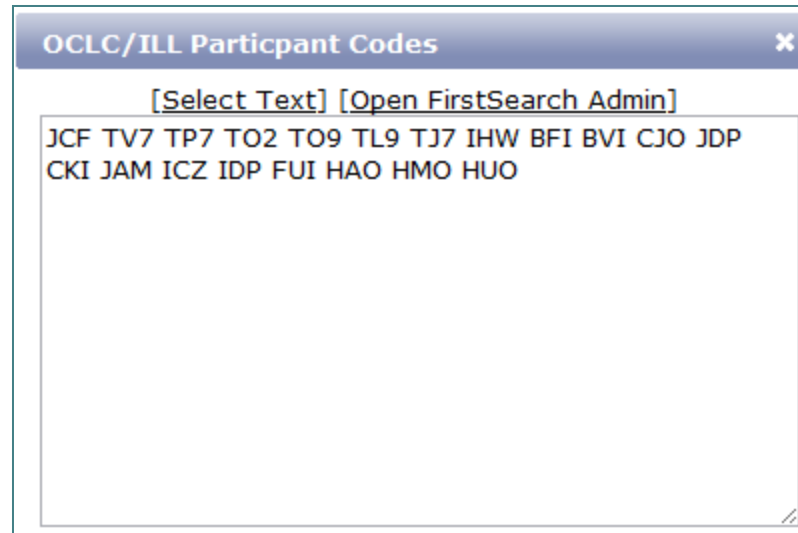 OCLC/ILL Particpant Codes ✖
[Select Text] [Open FirstSearch Admin]
JCF TV7 TP7 TO2 TO9 TL9 TJ7 IHW BFI BVI CJO JDP
CKI JAM ICZ IDP FUI HAO HMO HUO